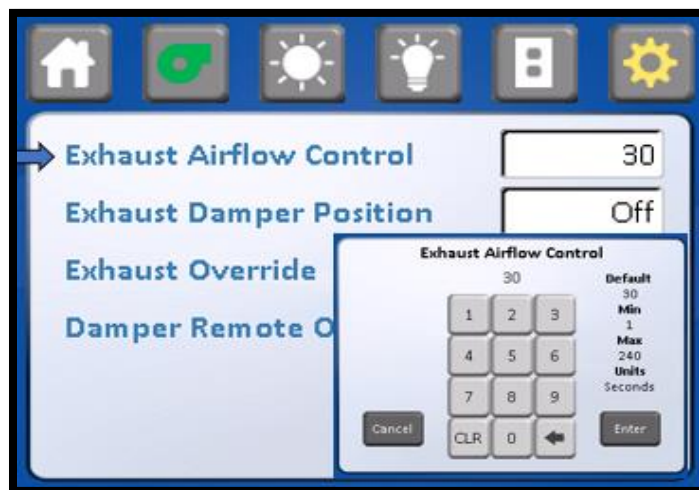 Exhaust Airflow Control 30
Exhaust Damper Position Off
Exhaust Override
Damper Remote O
Exhaust Airflow Control
30
Default
30
Min
1
Max
240
Units
Seconds
1 2 3
4 5 6
7 8 9
Cancel CLR 0 Enter